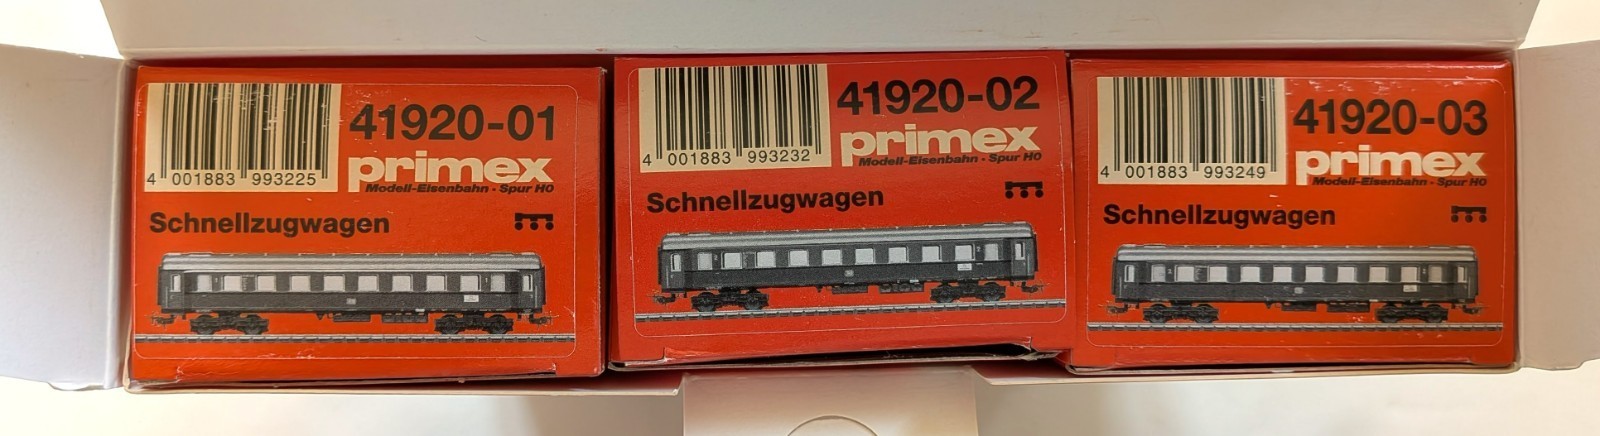 41920-01
4 001883 993225
primex
Modell-Eisenbahn · Spur H0
Schnellzugwagen
41920-02
4 001883 993232
primex
Modell-Eisenbahn · Spur H0
Schnellzugwagen
41920-03
4 001883 993249
primex
Modell-Eisenbahn · Spur H0
Schnellzugwagen